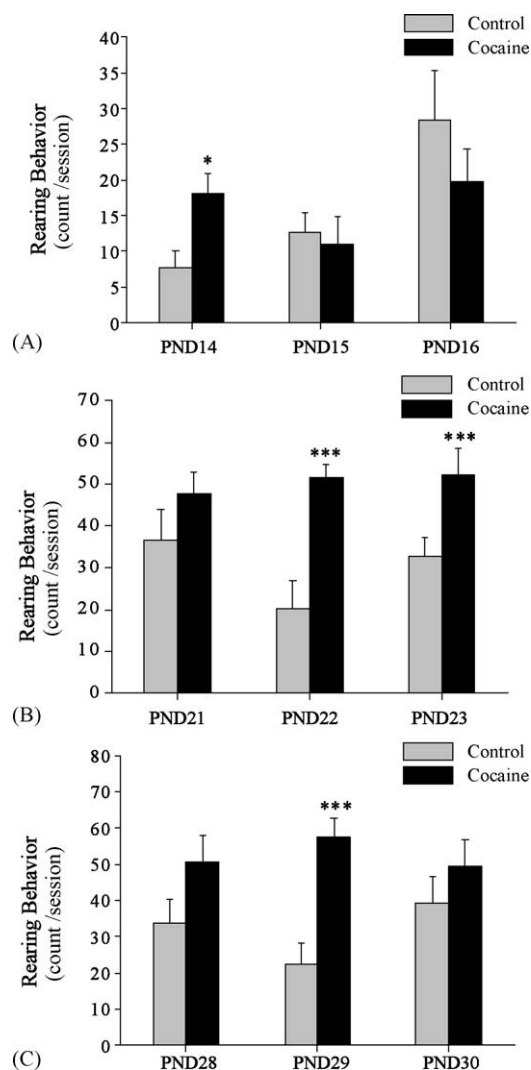 Control
Cocaine
Rearing Behavior
(count /session)
40
35
30
25
20
15
10
5
0
*
(A)
PND14 PND15 PND16
Control
Cocaine
Rearing Behavior
(count /session)
70
60
50
40
30
20
10
0
*** ***
(B)
PND21 PND22 PND23
Control
Cocaine
Rearing Behavior
(count /session)
80
70
60
50
40
30
20
10
0
***
(C)
PND28 PND29 PND30